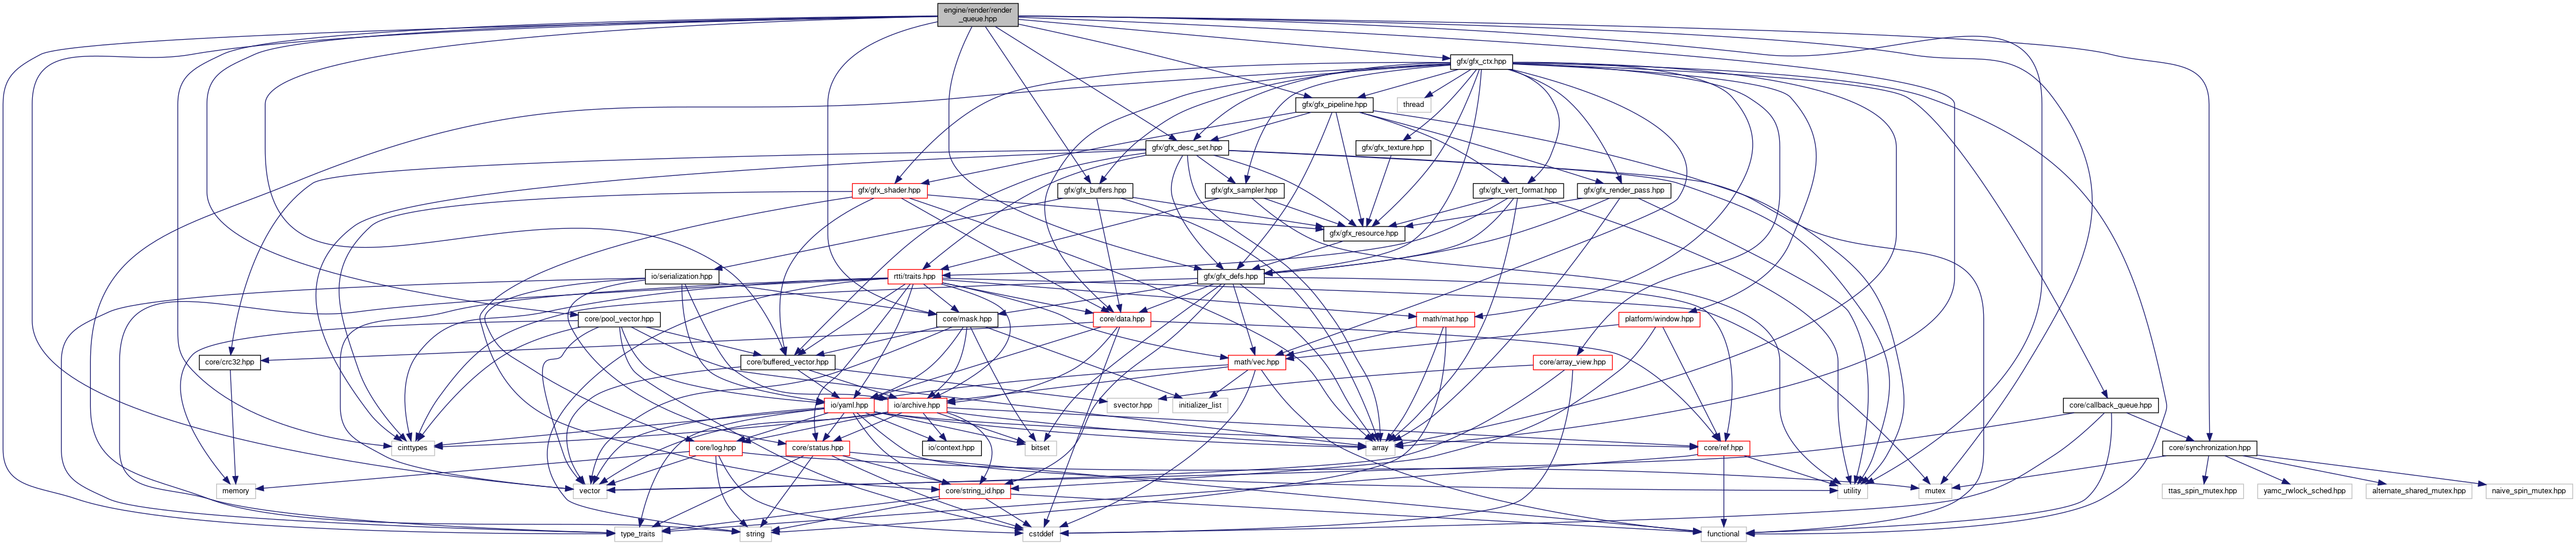 engine/render/render
_queue.hpp
gfx/gfx_ctx.hpp
gfx/gfx_pipeline.hpp
thread
gfx/gfx_desc_set.hpp
gfx/gfx_texture.hpp
gfx/gfx_shader.hpp
gfx/gfx_buffers.hpp
gfx/gfx_sampler.hpp
gfx/gfx_vert_format.hpp
gfx/gfx_render_pass.hpp
gfx/gfx_resource.hpp
io/serialization.hpp
rtti/traits.hpp
gfx/gfx_defs.hpp
core/pool_vector.hpp
core/mask.hpp
core/data.hpp
math/mat.hpp
platform/window.hpp
core/crc32.hpp
core/buffered_vector.hpp
math/vec.hpp
core/array_view.hpp
io/yaml.hpp
io/archive.hpp
svector.hpp
initializer_list
core/callback_queue.hpp
cinttypes
core/log.hpp
core/status.hpp
io/context.hpp
bitset
array
core/ref.hpp
core/synchronization.hpp
memory
vector
core/string_id.hpp
utility
mutex
ttas_spin_mutex.hpp
yamc_rwlock_sched.hpp
alternate_shared_mutex.hpp
naive_spin_mutex.hpp
type_traits
string
cstddef
functional